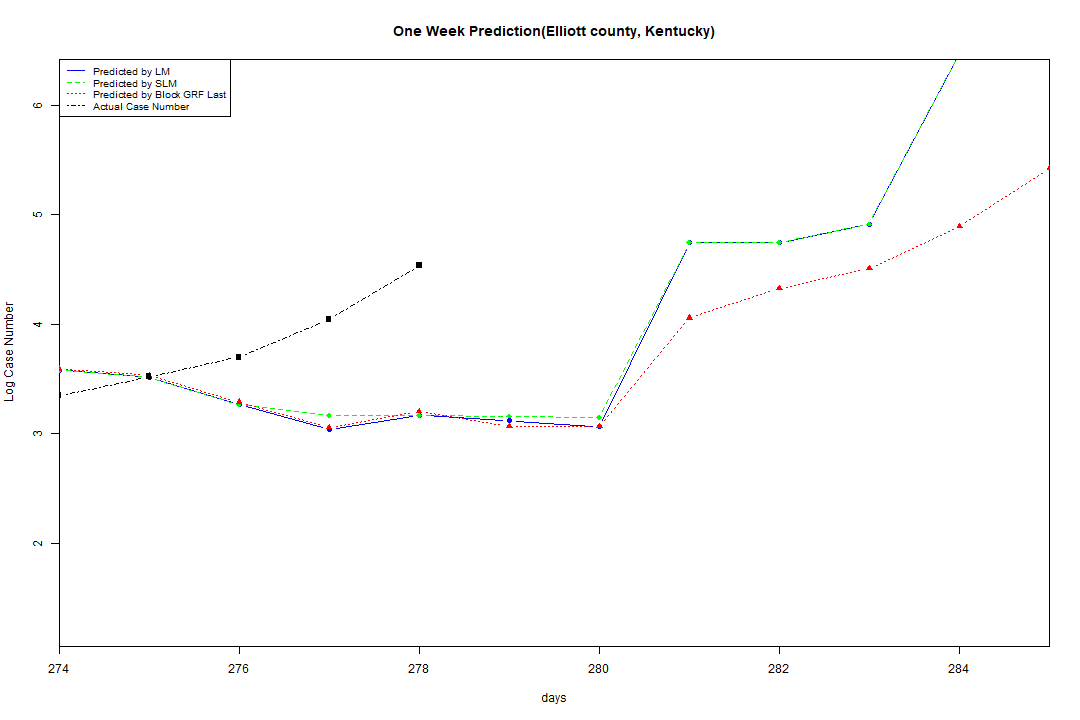 One Week Prediction(Elliott county, Kentucky)
Predicted by LM
Predicted by SLM
Predicted by Block GRF Last
Actual Case Number
6
5
4
3
2
Log Case Number
274 276 278 280 282 284
days